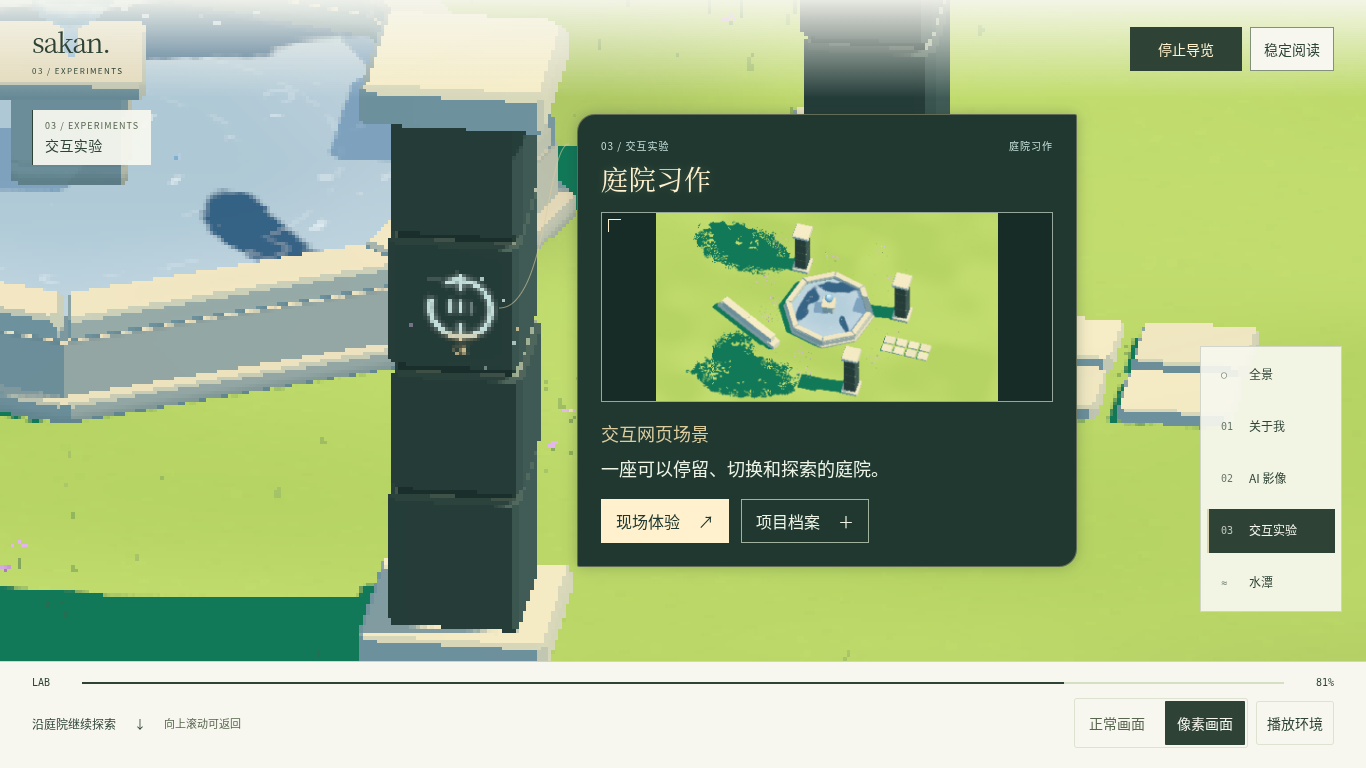 sakan.
03 / EXPERIMENTS
停止导览
稳定阅读
03 / EXPERIMENTS
交互实验
03 / 交互实验
庭院习作
庭院习作
交互网页场景
一座可以停留、切换和探索的庭院。
现场体验 ↗
项目档案 +
○ 全景
01 关于我
02 AI 影像
03 交互实验
≈ 水潭
LAB
81%
沿庭院继续探索 ↓ 向上滚动可返回
正常画面
像素画面
播放环境